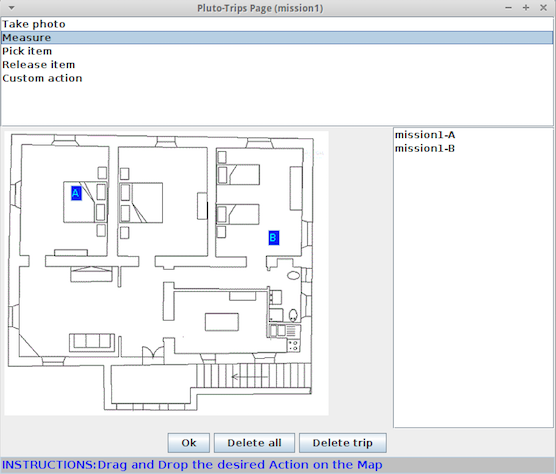 Pluto-Trips Page (mission1)
Take photo
Measure
Pick item
Release item
Custom action
mission1-A
mission1-B
A
B
Ok
Delete all
Delete trip
INSTRUCTIONS:Drag and Drop the desired Action on the Map